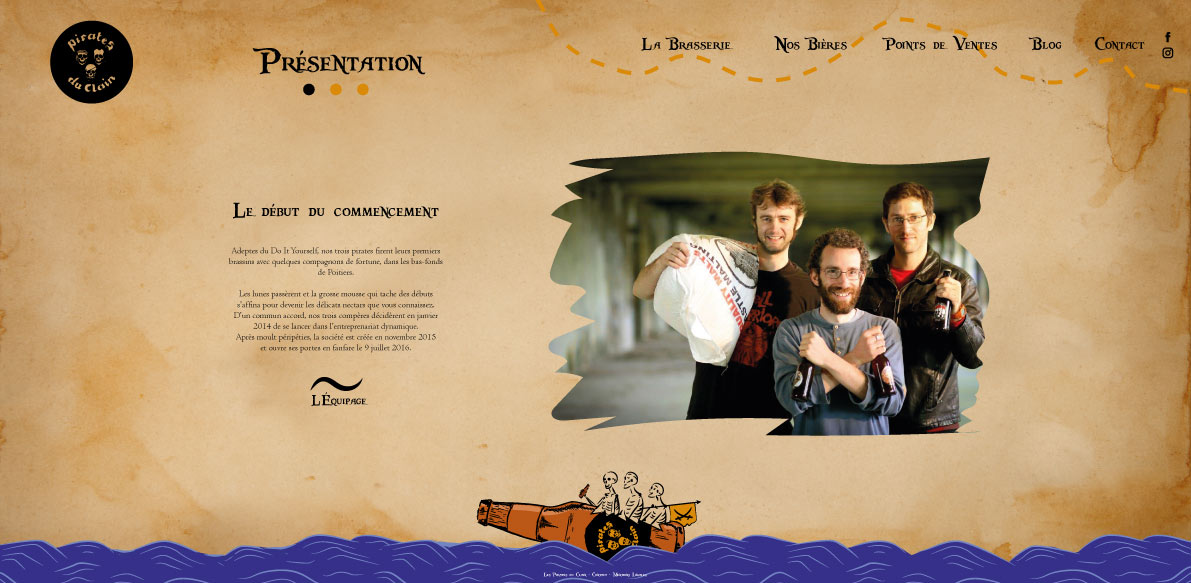 pirates
du Clain
Présentation
La Brasserie
Nos Bières
Points de Ventes
Blog
Contact
Le début du commencement
Adeptes du Do It Yourself, nos trois pirates firent leurs premiers
brassins avec quelques compagnons de fortune, dans les bas-fonds
de Poitiers.
Les lunes passèrent et la grosse mousse qui tache des débuts
s'affina pour devenir les délicats nectars que vous connaissez.
D'un commun accord, nos trois compères décidèrent en janvier
2014 de se lancer dans l'entreprenariat dynamique.
Après moult péripéties, la société est créée en novembre 2015
et ouvre ses portes en fanfare le 9 juillet 2016.
L'Équipage
QUALITY MALTS
MALTING
pirates
Les Pirates du Clain - Contact - Mentions Légales